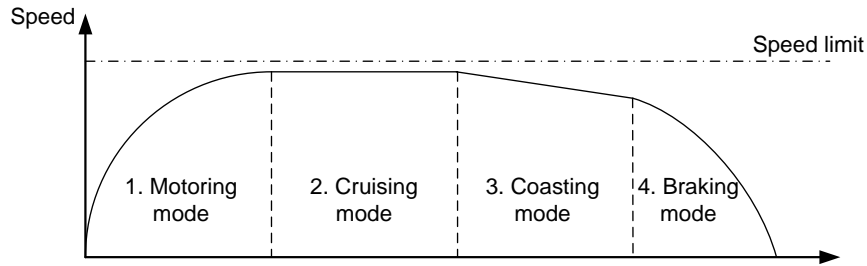 Speed
Speed limit
1. Motoring
mode
2. Cruising
mode
3. Coasting
mode
4. Braking
mode